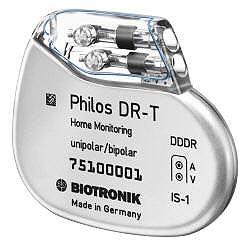 Philos DR-T
Home Monitoring
DDDR
unipolar/bipolar
A
V
75100001
BIOTRONIK
IS-1
Made in Germany